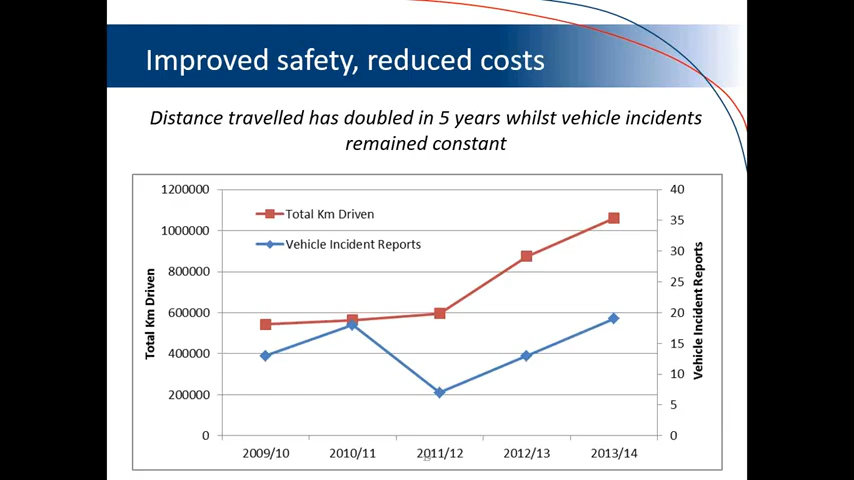 Improved safety, reduced costs
Distance travelled has doubled in 5 years whilst vehicle incidents
remained constant
1200000
1000000
800000
600000
400000
200000
0
Total Km Driven
Total Km Driven
Vehicle Incident Reports
40
35
30
25
20
15
10
5
0
Vehicle Incident Reports
2009/10 2010/11 2011/12 2012/13 2013/14